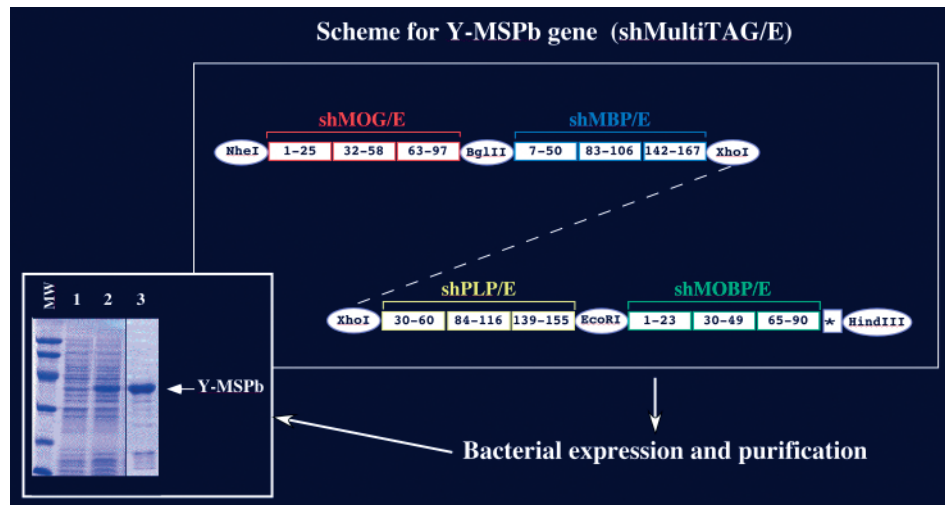 Scheme for Y-MSPb gene (shMultiTAG/E)
shMOG/E shMBP/E
NheI 1-25 32-58 63-97 BglII 7-50 83-106 142-167 XhoI
shPLP/E shMOBP/E
XhoI 30-60 84-116 139-155 EcoRI 1-23 30-49 65-90 * HindIII
MW 1 2 3
Y-MSPb
Bacterial expression and purification